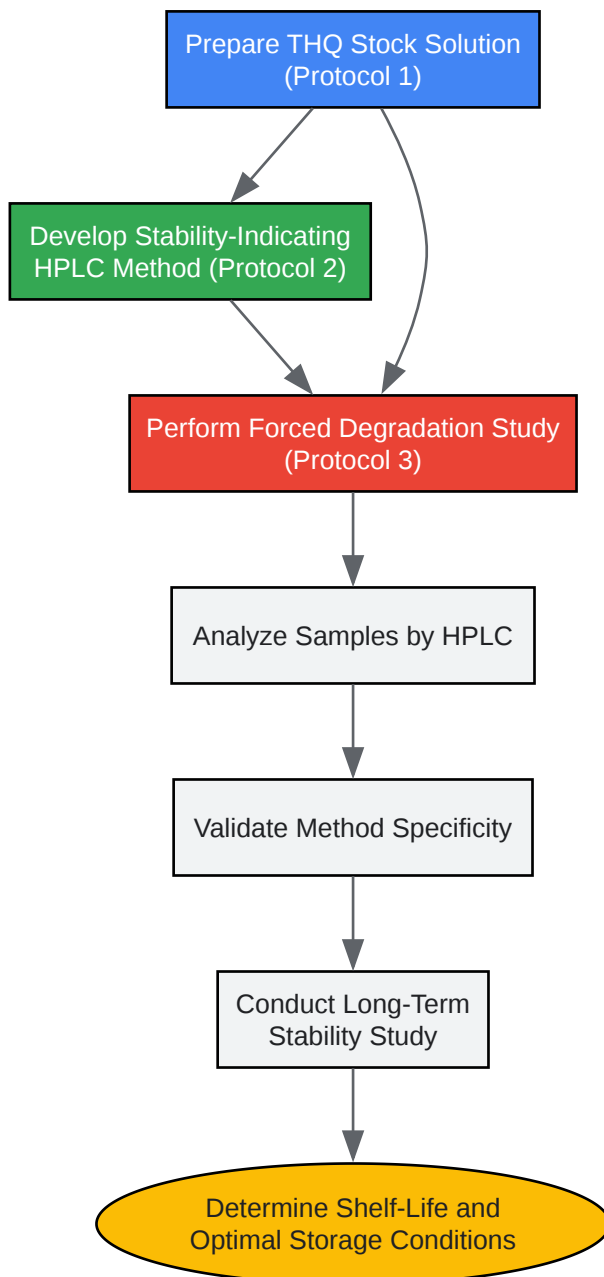 Prepare THQ Stock Solution
(Protocol 1)
Develop Stability-Indicating
HPLC Method (Protocol 2)
Perform Forced Degradation Study
(Protocol 3)
Analyze Samples by HPLC
Validate Method Specificity
Conduct Long-Term
Stability Study
Determine Shelf-Life and
Optimal Storage Conditions